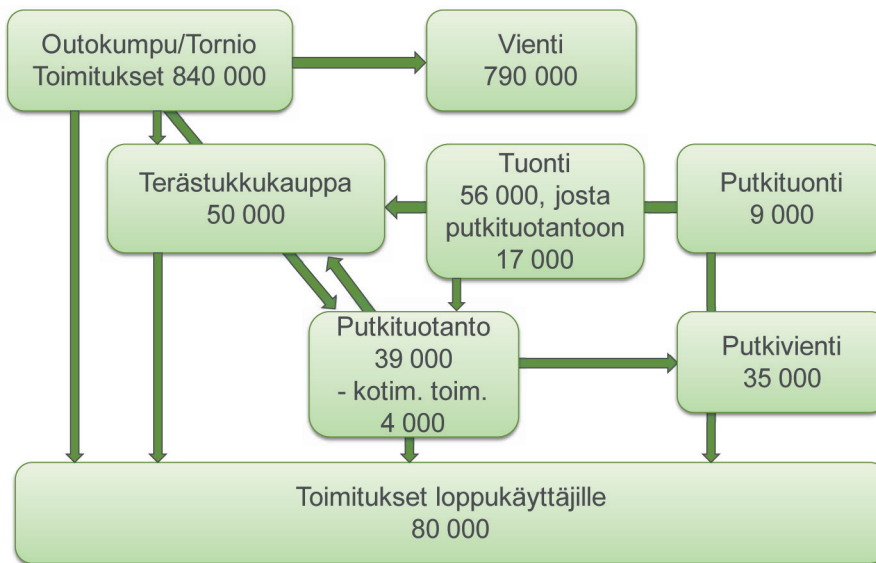 Outokumpu/Tornio
Toimitukset 840 000
Vienti
790 000
Terästukkukauppa
50 000
Tuonti
56 000, josta
putkituotantoon
17 000
Putkituonti
9 000
Putkituotanto
39 000
- kotim. toim.
4 000
Putkivienti
35 000
Toimitukset loppukäyttäjille
80 000